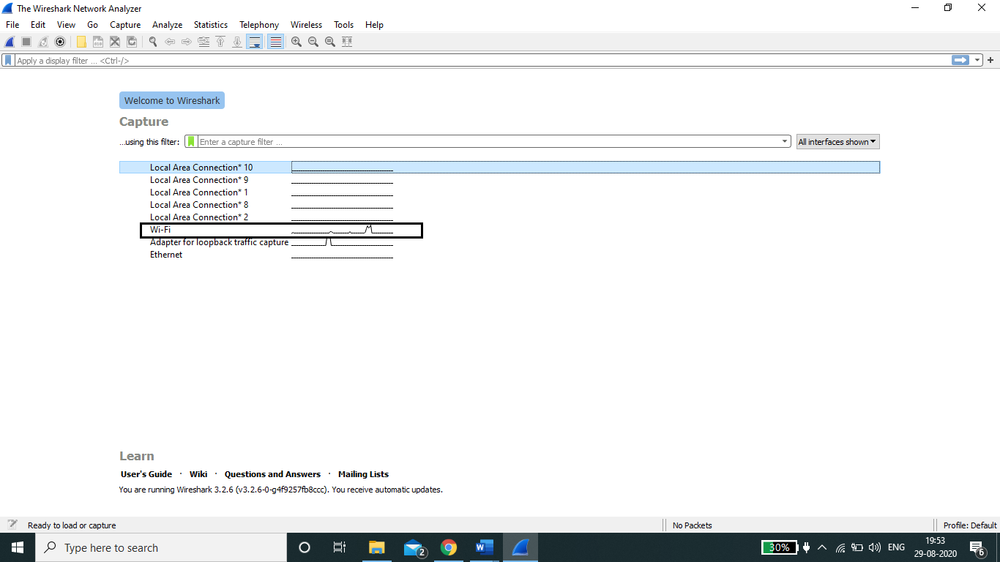 The Wireshark Network Analyzer
File Edit View Go Capture Analyze Statistics Telephony Wireless Tools Help
Apply a display filter ... <Ctrl-/>
Welcome to Wireshark
Capture
...using this filter: Enter a capture filter ... All interfaces shown
Local Area Connection* 10
Local Area Connection* 9
Local Area Connection* 1
Local Area Connection* 8
Local Area Connection* 2
Wi-Fi
Adapter for loopback traffic capture
Ethernet
Learn
User's Guide · Wiki · Questions and Answers · Mailing Lists
You are running Wireshark 3.2.6 (v3.2.6-0-g4f9257fb8ccc). You receive automatic updates.
Ready to load or capture No Packets Profile: Default
Type here to search 2 30% ENG 19:53
29-08-2020 6